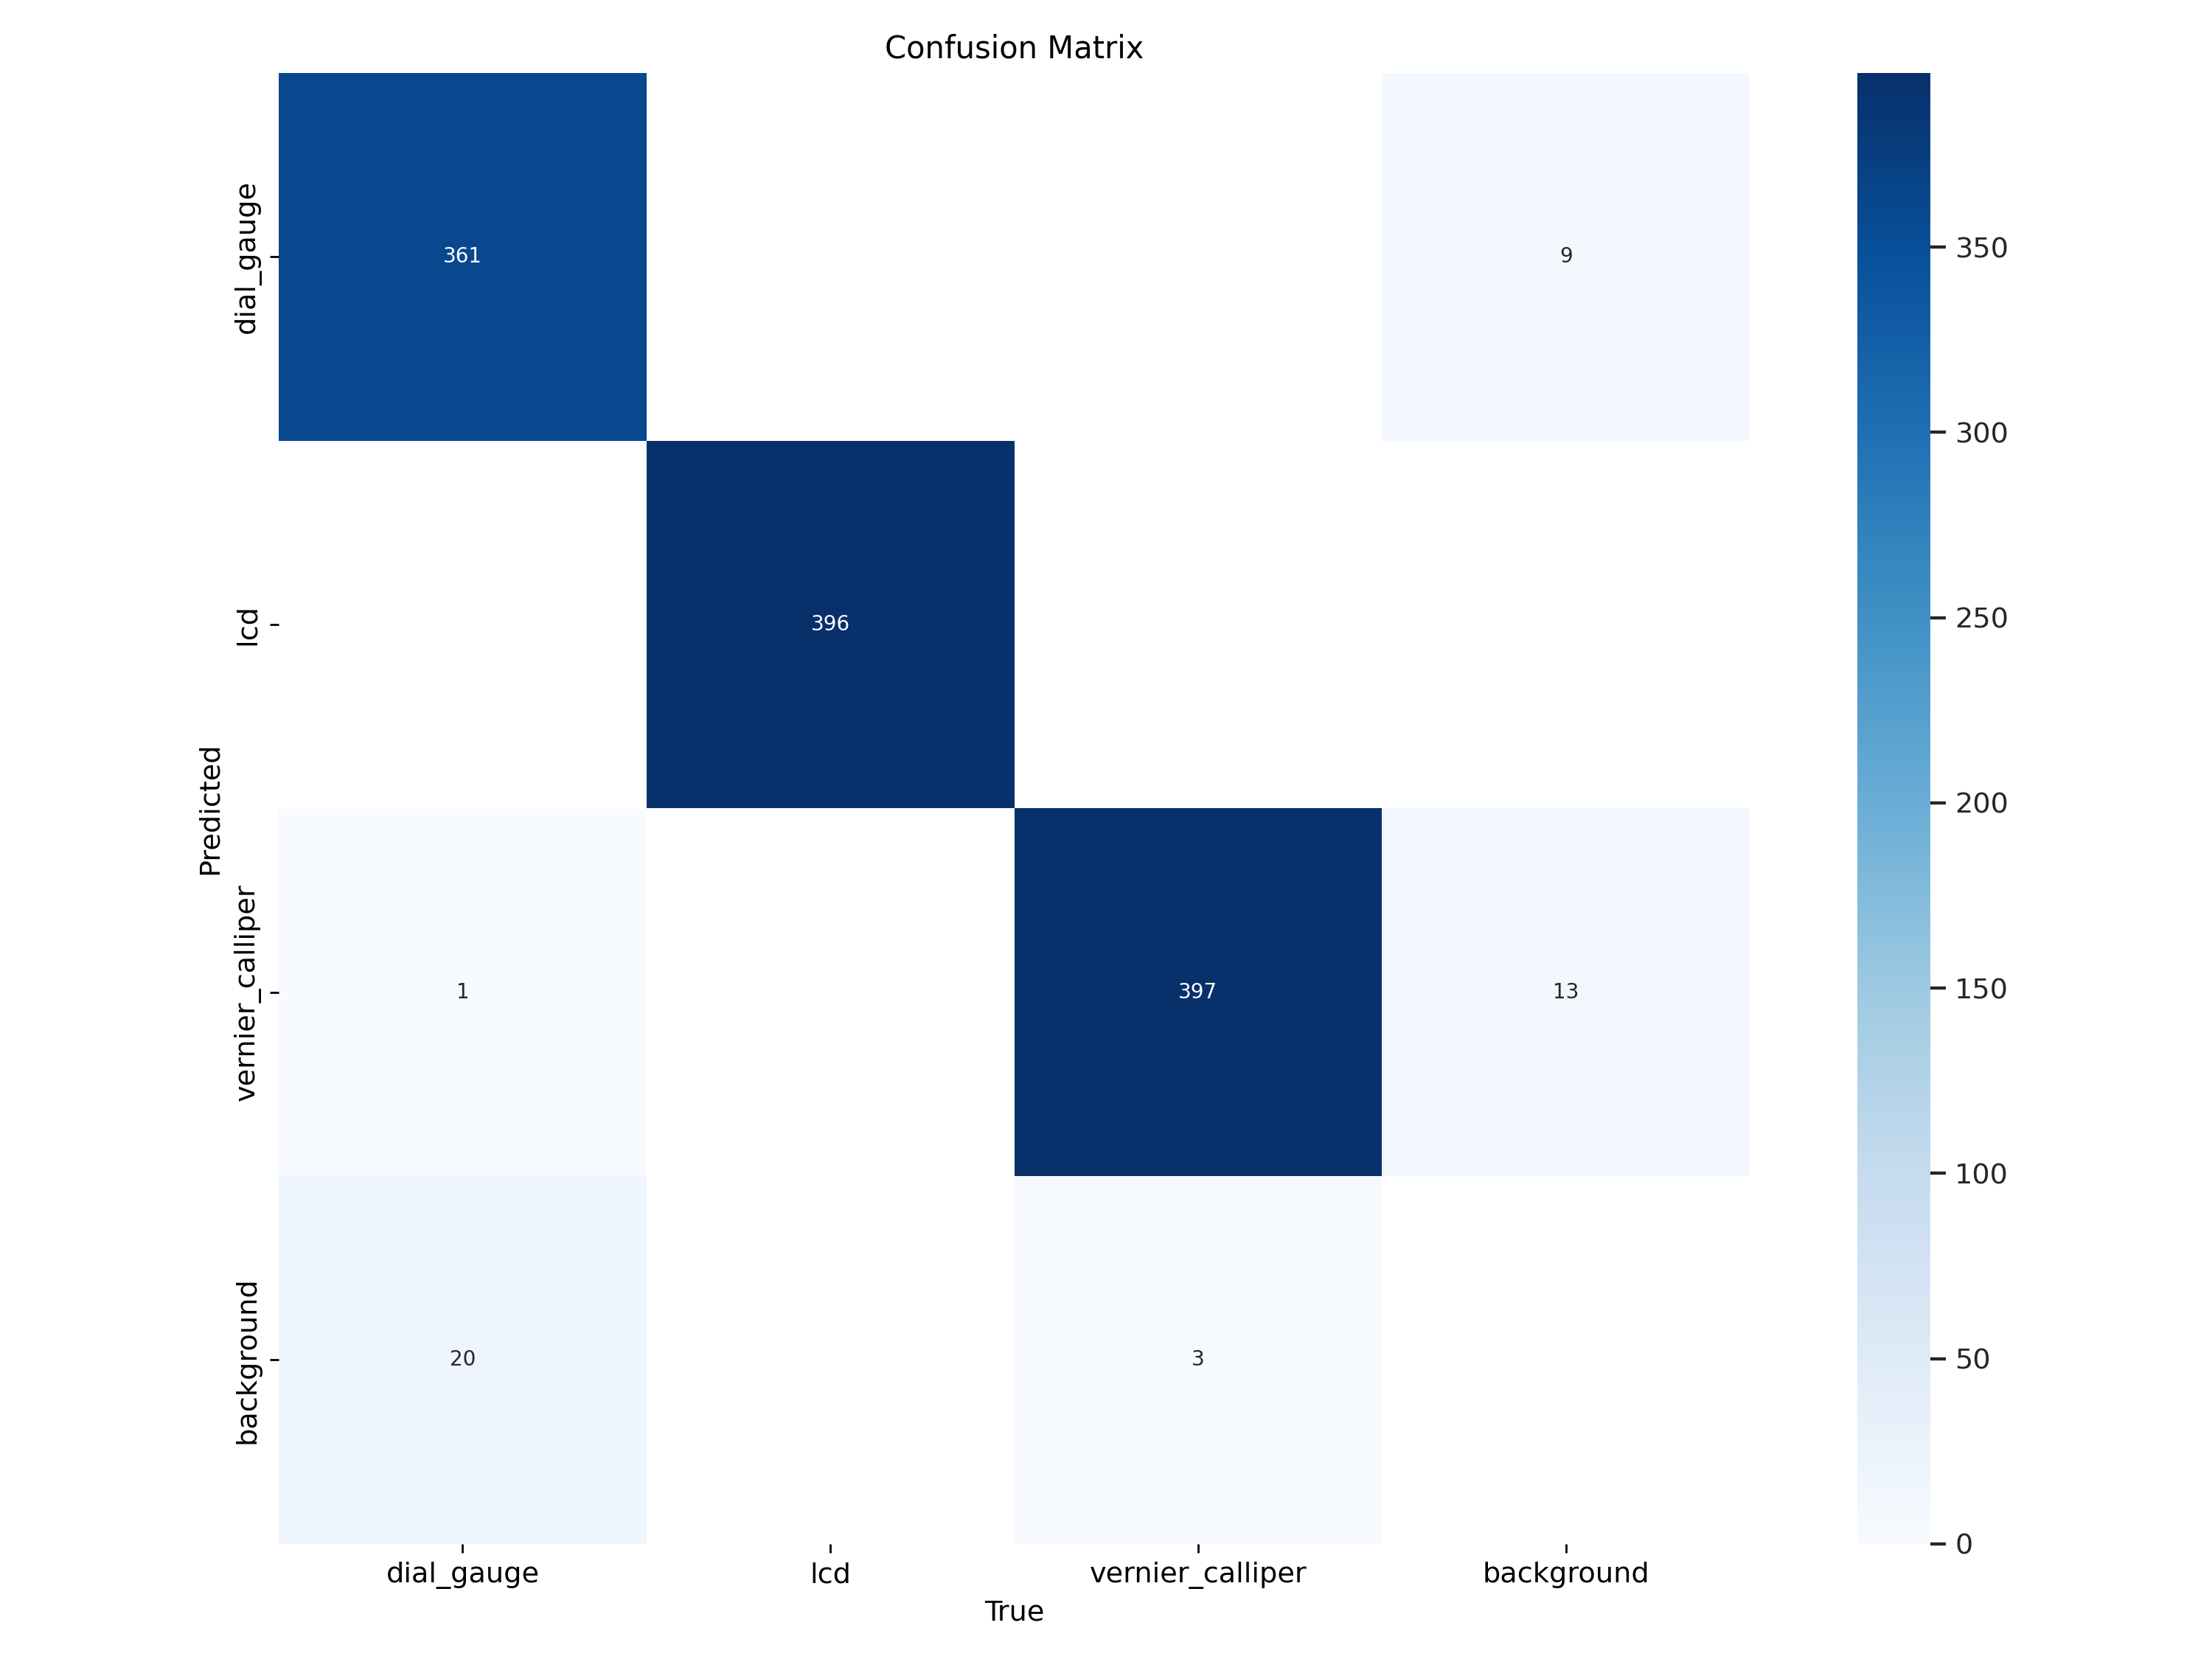 Confusion Matrix
dial_gauge
361
9
350
300
lcd
396
250
Predicted
200
vernier_calliper
1
397
13
150
100
background
20
3
50
0
dial_gauge
lcd
vernier_calliper
background
True